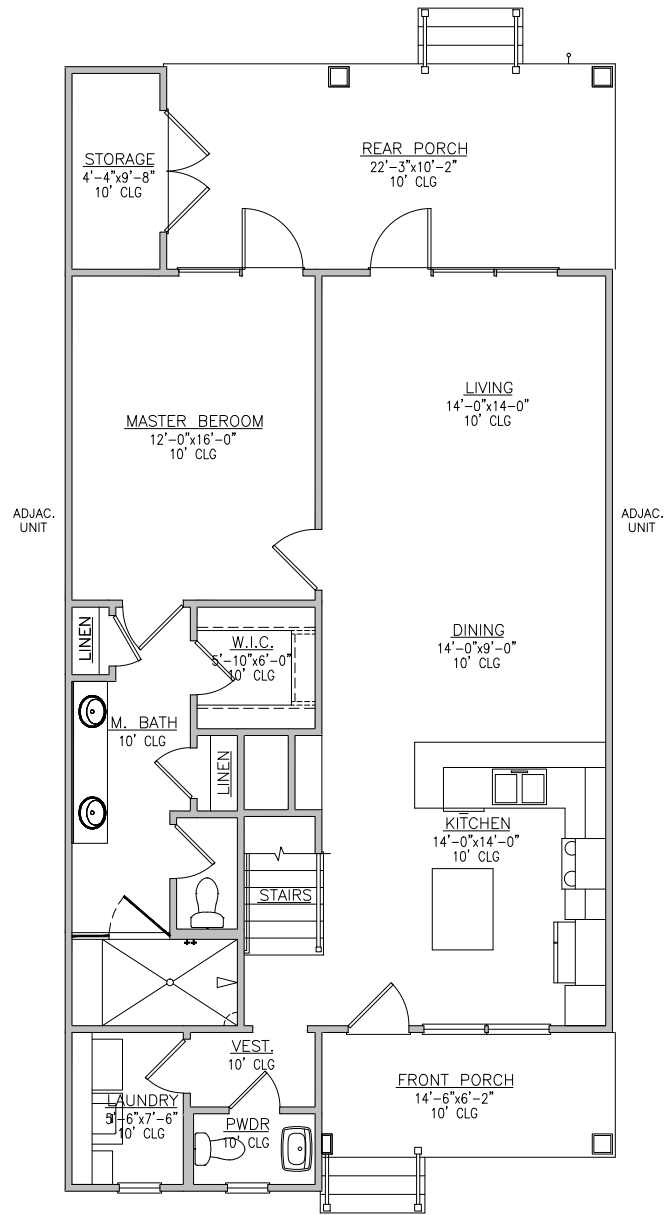 STORAGE
4'-4"x9'-8"
10' CLG
REAR PORCH
22'-3"x10'-2"
10' CLG
LIVING
14'-0"x14-0"
10' CLG
MASTER BEROOM
12'-0"x16'-0"
10' CLG
ADJAC.
UNIT
ADJAC.
UNIT
LINEN
W.I.C.
5'-10"x6'-0"
10' CLG
DINING
14'-0"x9'-0"
10' CLG
M. BATH
10' CLG
LINEN
KITCHEN
14'-0"x14'-0"
10' CLG
STAIRS
VEST.
10' CLG
LAUNDRY
5'-6"x7'-6"
10' CLG
PWDR
10' CLG
FRONT PORCH
14'-6"x6'-2"
10' CLG